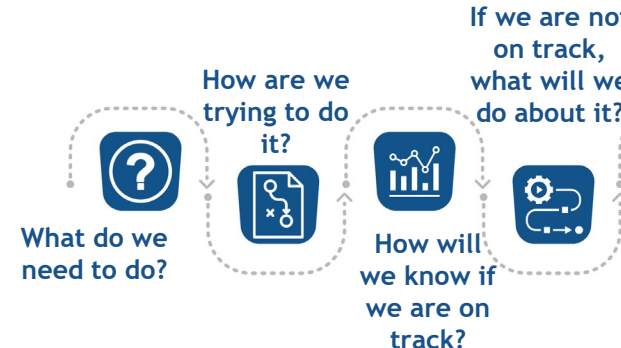 What do we
need to do?
How are we
trying to do
it?
How will
we know if
we are on
track?
If we are not
on track,
what will we
do about it?